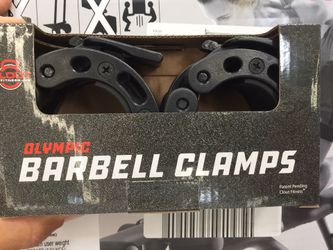 OLYMPIC
BARBELL CLAMPS
Patent Pending
Clout Fitness